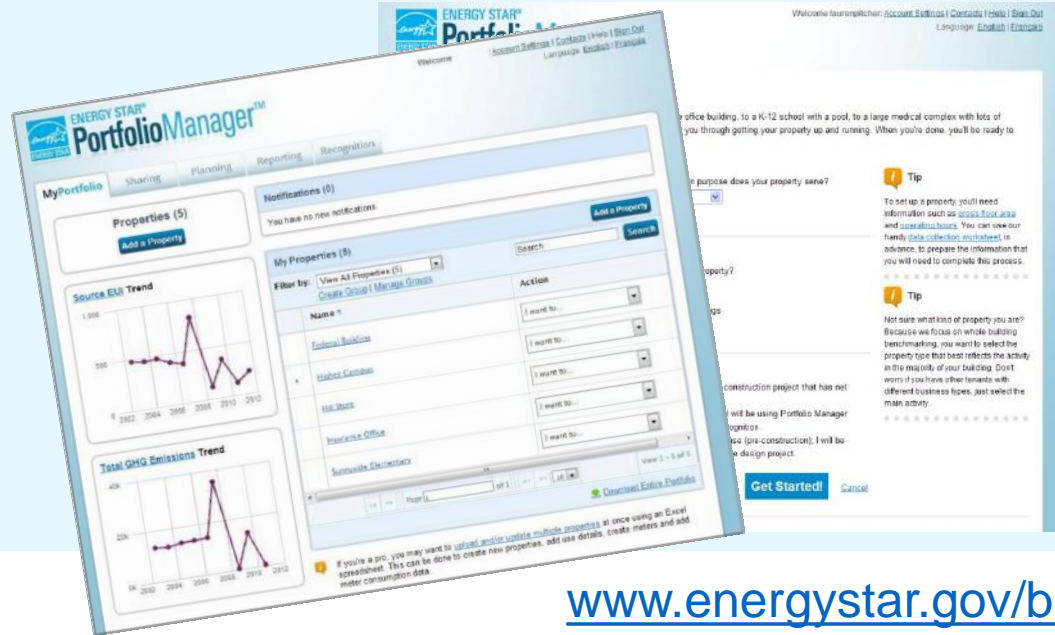 ENERGY STAR®
Welcome laurenpitcher: Account Settings | Contacts | Help | Sign Out
Language: English | Français
office building, to a K-12 school with a pool, to a large medical complex with lots of
you through getting your property up and running. When you're done, you'll be ready to
purpose does your property serve?
Tip
To set up a property, you'll need
information such as gross floor area
and operating hours. You can use our
handy data collection worksheet, in
advance, to prepare the information that
you will need to complete this process.
Tip
Not sure what kind of property you are?
Because we focus on whole building
benchmarking, you want to select the
property type that best reflects the activity
in the majority of your building. Don't
worry if you have other tenants with
different business types, just select the
main activity.
construction project that has net
will be using Portfolio Manager
(pre-construction); I will be
design project.
Get Started! Cancel
ENERGY STAR®
PortfolioManager™
Welcome : Account Settings | Contacts | Help | Sign Out
Language: English | Français
MyPortfolio Sharing Planning Reporting Recognition
Properties (5)
Add a Property
Source EUI Trend
1,000
500
0
2002 2004 2006 2008 2010 2012
Total GHG Emissions Trend
40k
20k
0k
2002 2004 2006 2008 2010 2012
Notifications (0)
You have no new notifications.
Add a Property
My Properties (5)
Search Search
Filter by: View All Properties (5)
Create Group | Manage Groups
Name Action
Federal Building I want to...
Higher Campus I want to...
Hill Store I want to...
Insurance Office I want to...
Sunnyside Elementary I want to...
Page 1 of 1 10 View 1 - 5 of 5
Download Entire Portfolio
If you're a pro, you may want to upload and/or update multiple properties at once using an Excel
spreadsheet. This can be done to create new properties, add use details, create meters and add
meter consumption data.
www.energystar.gov/b